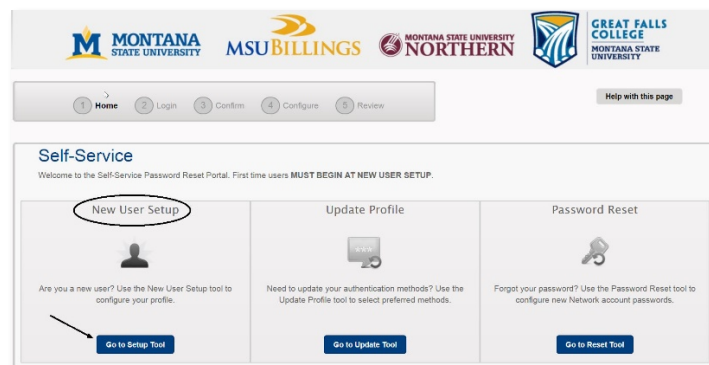 MONTANA
STATE UNIVERSITY
MSUBILLINGS
MONTANA STATE UNIVERSITY
NORTHERN
GREAT FALLS
COLLEGE
MONTANA STATE
UNIVERSITY
1 Home 2 Login 3 Confirm 4 Configure 5 Review
Help with this page
Self-Service
Welcome to the Self-Service Password Reset Portal. First time users MUST BEGIN AT NEW USER SETUP.
New User Setup
Are you a new user? Use the New User Setup tool to
configure your profile.
Go to Setup Tool
Update Profile
Need to update your authentication methods? Use the
Update Profile tool to select preferred methods.
Go to Update Tool
Password Reset
Forgot your password? Use the Password Reset tool to
configure new Network account passwords.
Go to Reset Tool